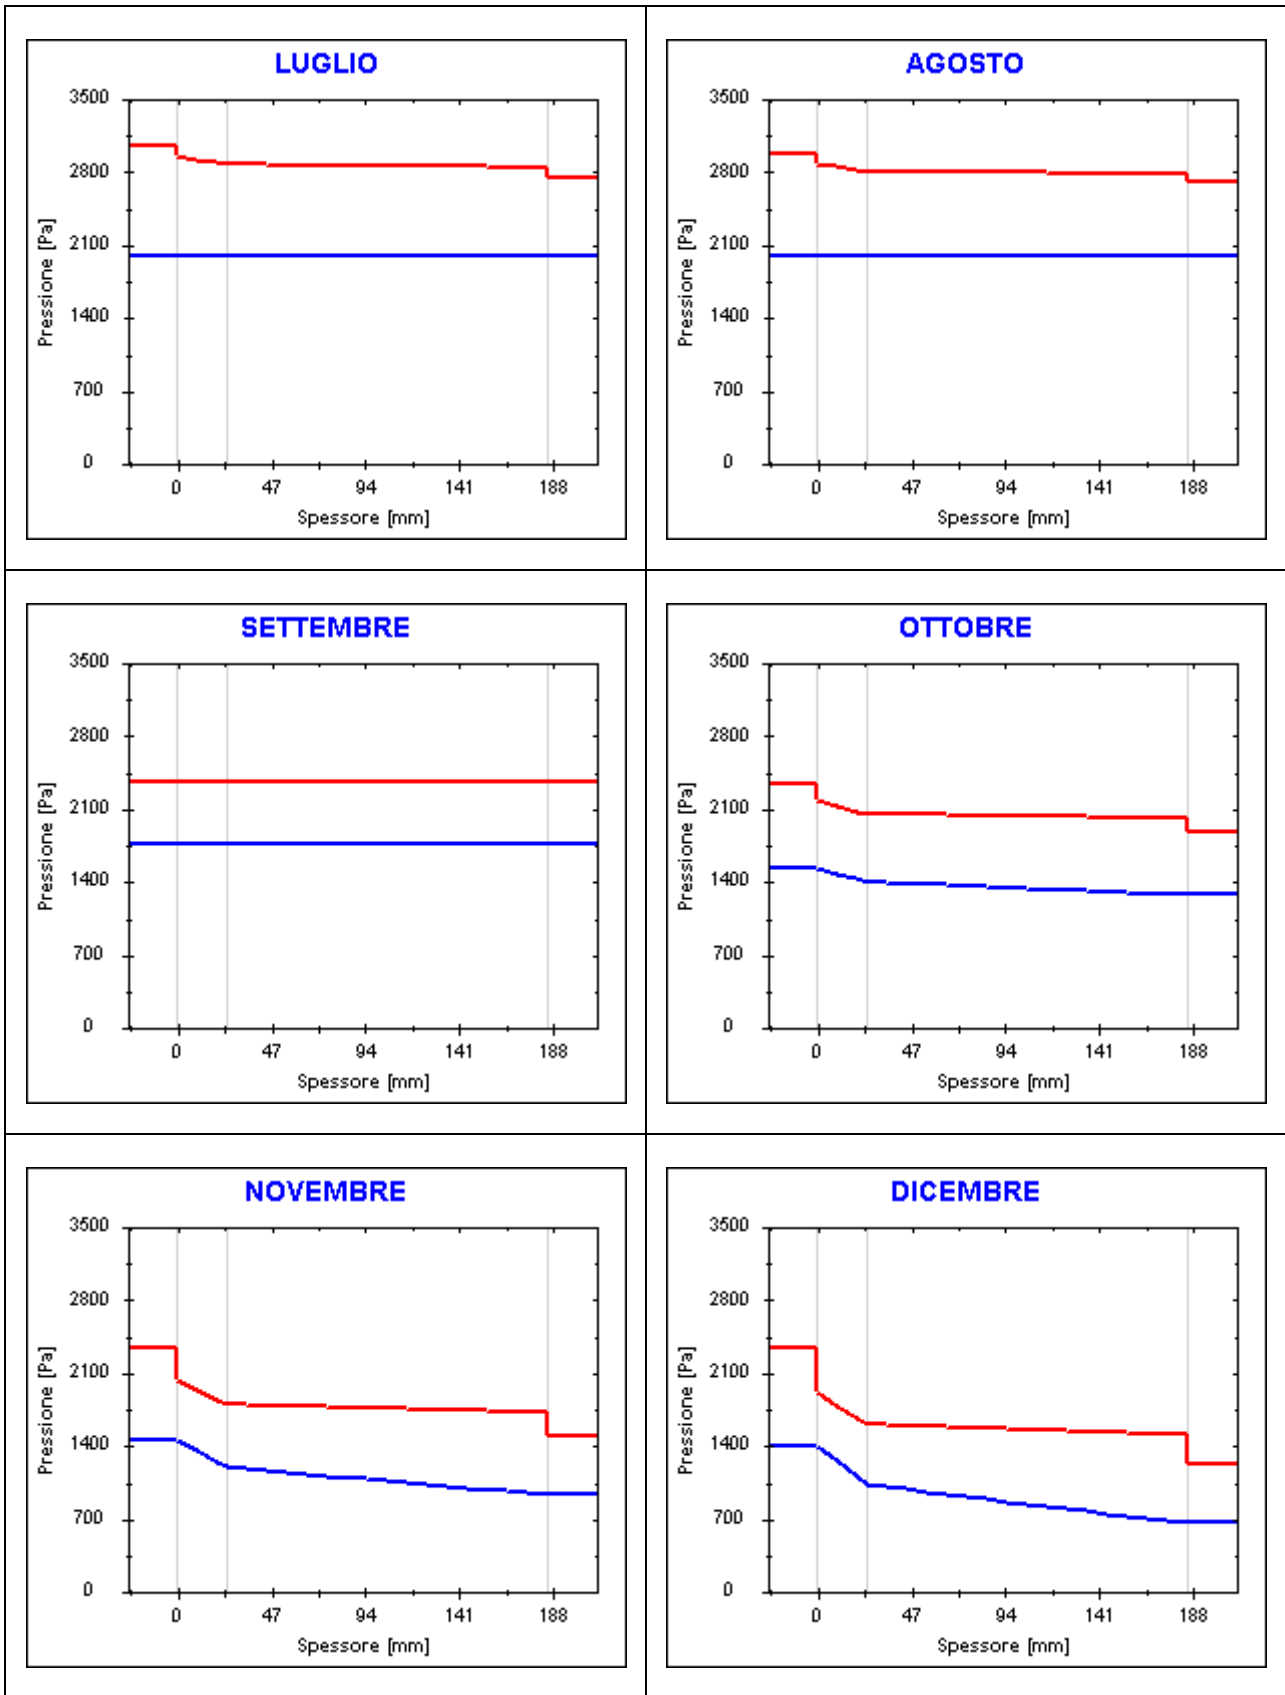 LUGLIO
3500
2800
2100
1400
700
0
Pressione [Pa]
0 47 94 141 188
Spessore [mm]
AGOSTO
3500
2800
2100
1400
700
0
Pressione [Pa]
0 47 94 141 188
Spessore [mm]
SETTEMBRE
3500
2800
2100
1400
700
0
Pressione [Pa]
0 47 94 141 188
Spessore [mm]
OTTOBRE
3500
2800
2100
1400
700
0
Pressione [Pa]
0 47 94 141 188
Spessore [mm]
NOVEMBRE
3500
2800
2100
1400
700
0
Pressione [Pa]
0 47 94 141 188
Spessore [mm]
DICEMBRE
3500
2800
2100
1400
700
0
Pressione [Pa]
0 47 94 141 188
Spessore [mm]